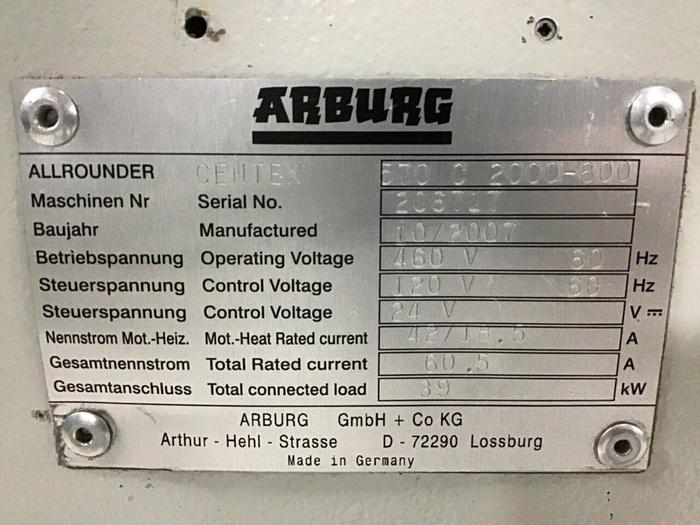 ARBURG
ALLROUNDER CENTEX 570 C 2000-800
Maschinen Nr Serial No. 206717
Baujahr Manufactured 10/2007
Betriebspannung Operating Voltage 460 V 60 Hz
Steuerspannung Control Voltage 120 V 60 Hz
Steuerspannung Control Voltage 24 V V ⎓
Nennstrom Mot.-Heiz. Mot.-Heat Rated current 42/18.5 A
Gesamtnennstrom Total Rated current 60.5 A
Gesamtanschluss Total connected load 39 kW
ARBURG GmbH + Co KG
Arthur - Hehl - Strasse D - 72290 Lossburg
Made in Germany